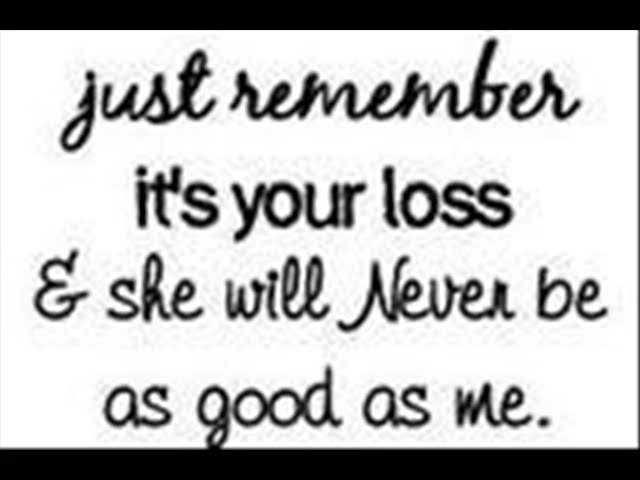 just remember
it's your loss
& she will Never be
as good as me.